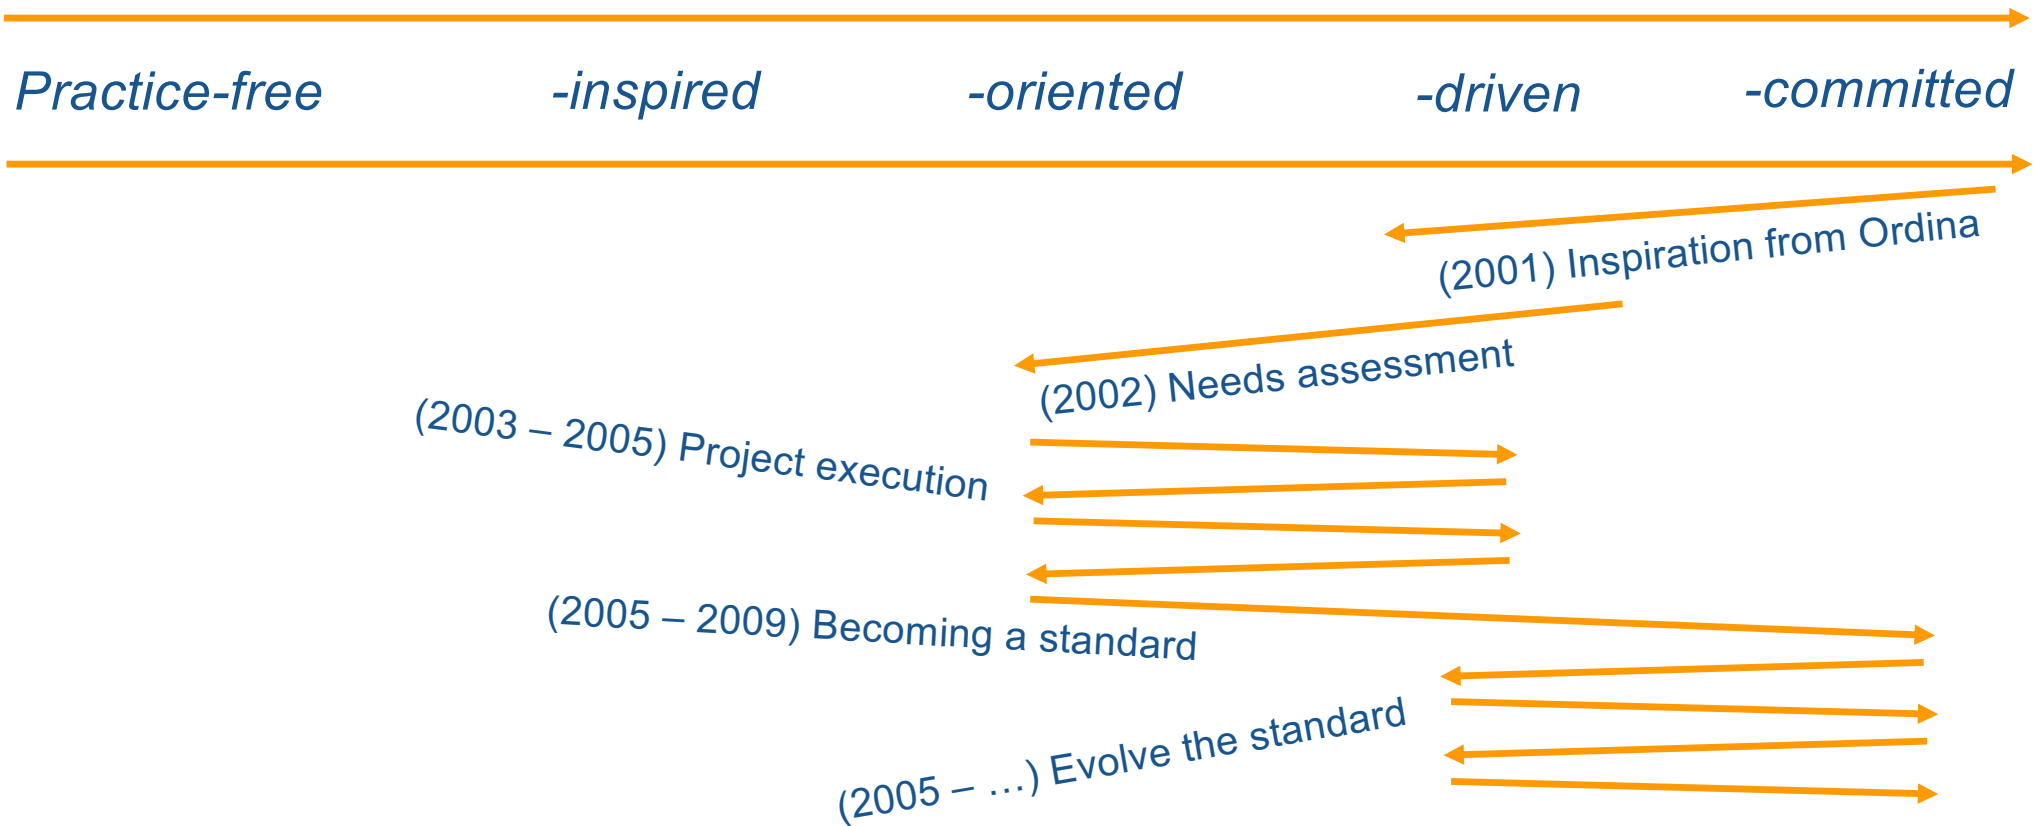 Practice-free -inspired -oriented -driven -committed
(2001) Inspiration from Ordina
(2002) Needs assessment
(2003 – 2005) Project execution
(2005 – 2009) Becoming a standard
(2005 – …) Evolve the standard